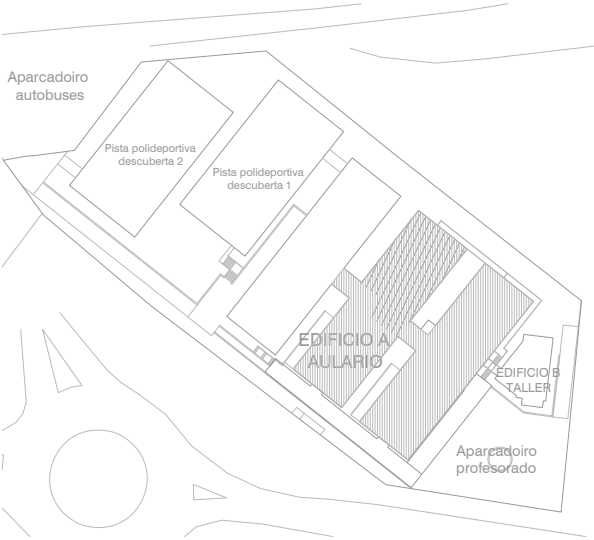 Aparcadoiro
autobuses
Pista polideportiva
descuberta 2
Pista polideportiva
descuberta 1
EDIFICIO A
AULARIO
EDIFICIO B
TALLER
Aparcadoiro
profesorado